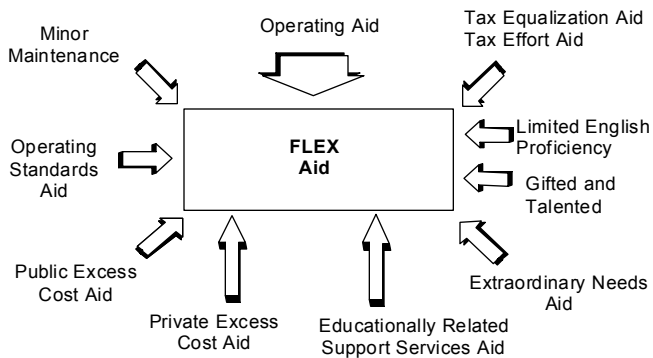 Minor
Maintenance
Operating Aid
Tax Equalization Aid
Tax Effort Aid
Operating
Standards
Aid
FLEX
Aid
Limited English
Proficiency
Gifted and
Talented
Public Excess
Cost Aid
Private Excess
Cost Aid
Educationally Related
Support Services Aid
Extraordinary Needs
Aid